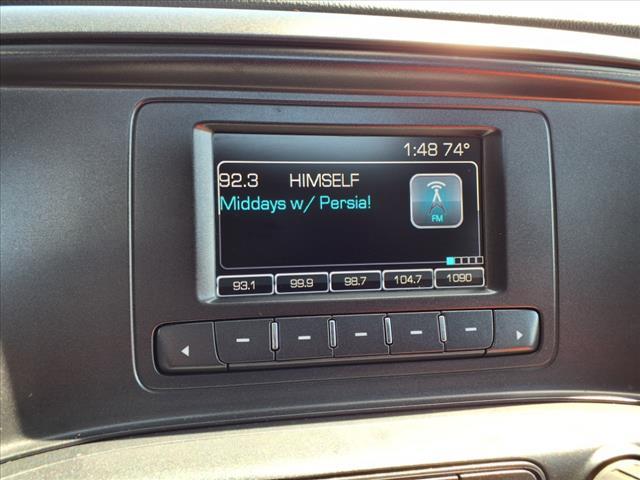 1:48 74°
92.3 HIMSELF
Middays w/ Persia!
FM
93.1 99.9 98.7 104.7 1090